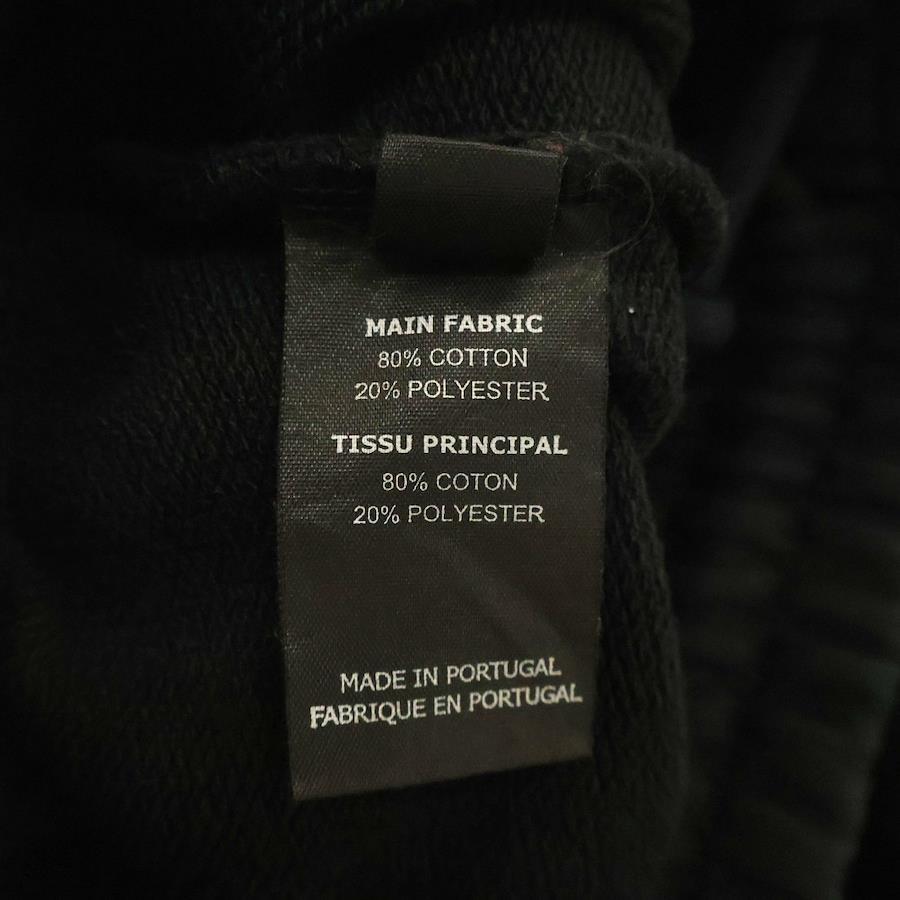 MAIN FABRIC
80% COTTON
20% POLYESTER
TISSU PRINCIPAL
80% COTON
20% POLYESTER
MADE IN PORTUGAL
FABRIQUE EN PORTUGAL